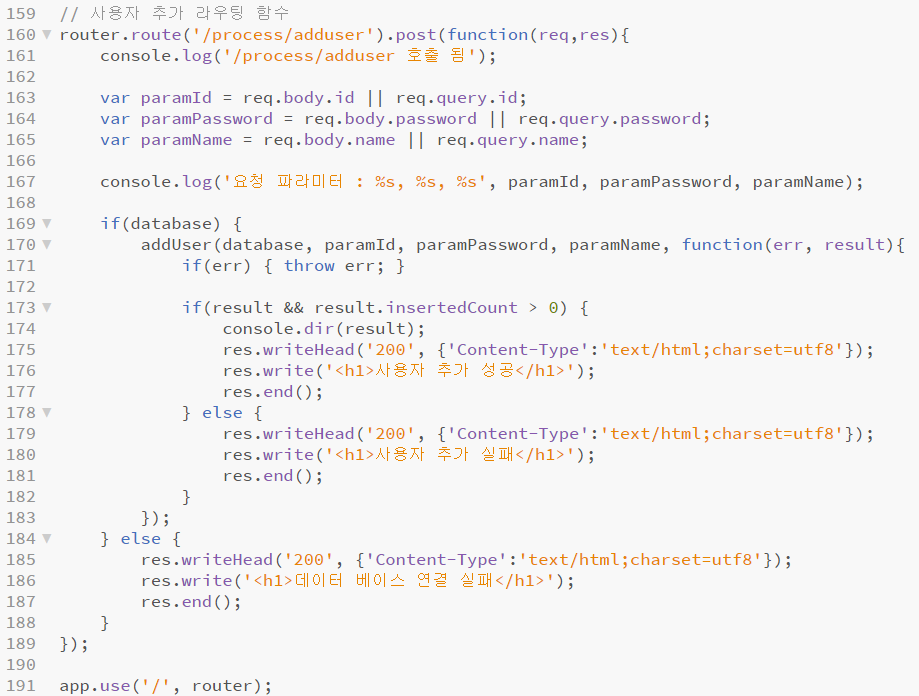 159 // 사용자 추가 라우팅 함수
160 ▼ router.route('/process/adduser').post(function(req,res){
161     console.log('/process/adduser 호출 됨');
162
163     var paramId = req.body.id || req.query.id;
164     var paramPassword = req.body.password || req.query.password;
165     var paramName = req.body.name || req.query.name;
166
167     console.log('요청 파라미터 : %s, %s, %s', paramId, paramPassword, paramName);
168
169 ▼     if(database) {
170 ▼         addUser(database, paramId, paramPassword, paramName, function(err, result){
171             if(err) { throw err; }
172
173 ▼             if(result && result.insertedCount > 0) {
174                 console.dir(result);
175                 res.writeHead('200', {'Content-Type':'text/html;charset=utf8'});
176                 res.write('<h1>사용자 추가 성공</h1>');
177                 res.end();
178 ▼             } else {
179                 res.writeHead('200', {'Content-Type':'text/html;charset=utf8'});
180                 res.write('<h1>사용자 추가 실패</h1>');
181                 res.end();
182             }
183         });
184 ▼     } else {
185         res.writeHead('200', {'Content-Type':'text/html;charset=utf8'});
186         res.write('<h1>데이터 베이스 연결 실패</h1>');
187         res.end();
188     }
189 });
190
191 app.use('/', router);